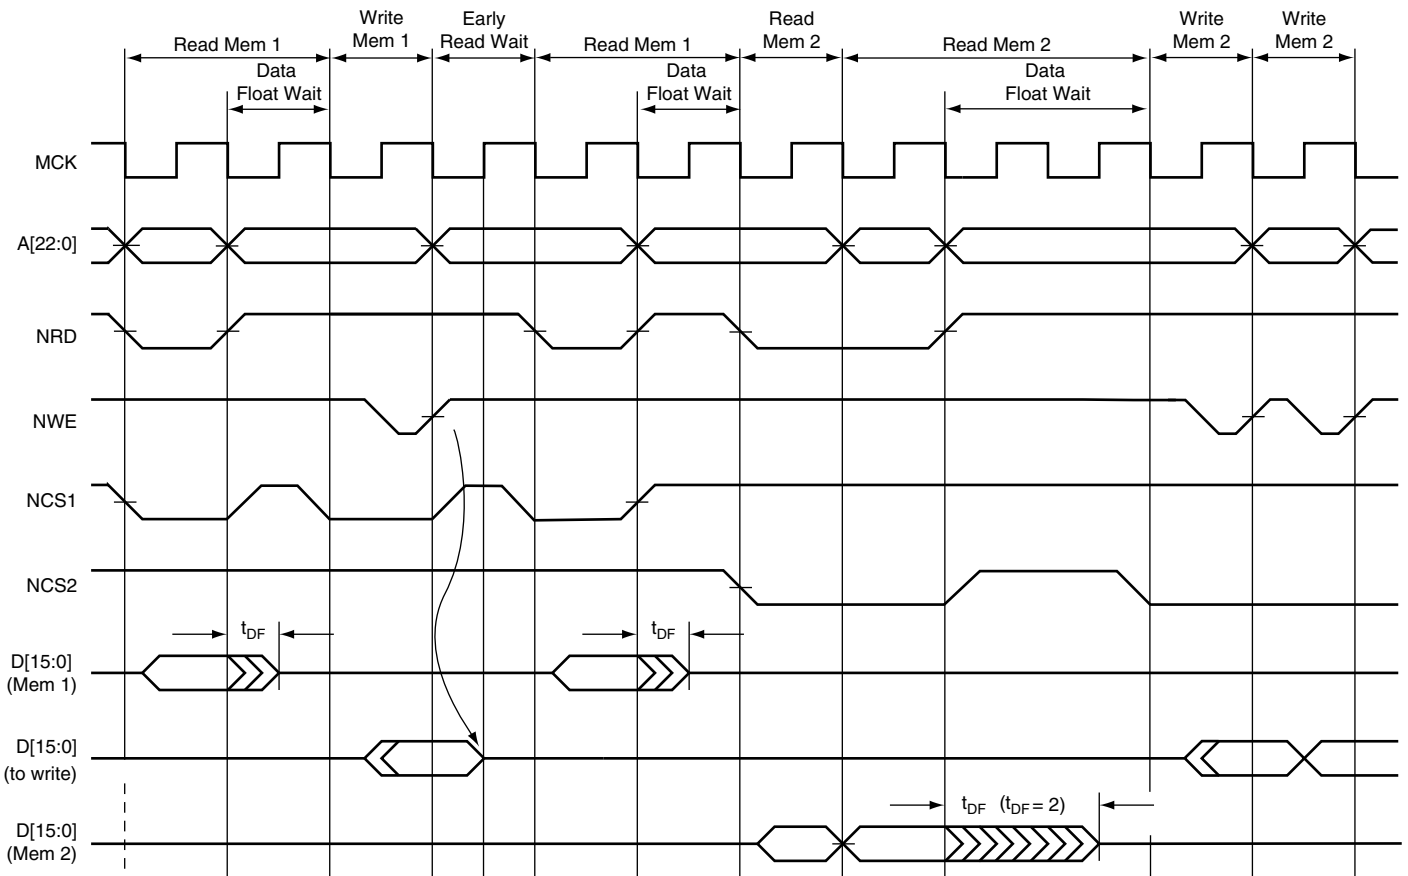 Write
Mem 1
Early
Read Wait
Read
Mem 2
Write
Mem 2
Write
Mem 2
Read Mem 1
Read Mem 1
Read Mem 2
Data
Float Wait
Data
Float Wait
Data
Float Wait
MCK
A[22:0]
NRD
NWE
NCS1
NCS2
tDF
tDF
D[15:0]
(Mem 1)
D[15:0]
(to write)
tDF (tDF = 2)
D[15:0]
(Mem 2)